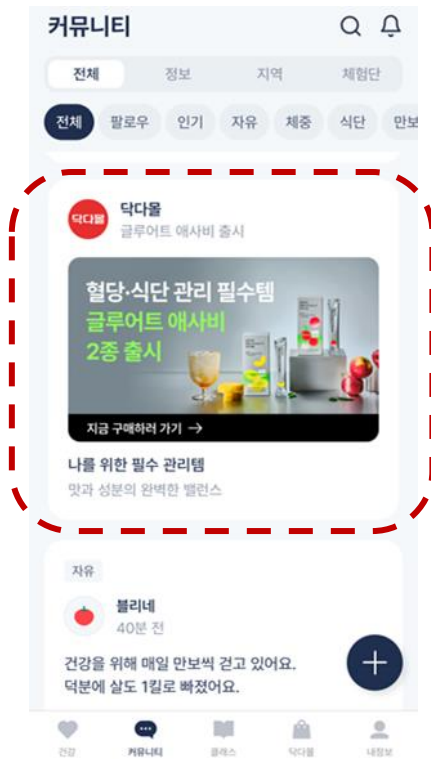 커뮤니티
전체 정보 지역 체험단
전체 팔로우 인기 자유 체중 식단 만보
닥다몰
닥다몰
글루어트 애사비 출시
혈당·식단 관리 필수템
글루어트 애사비
2종 출시
지금 구매하러 가기 →
나를 위한 필수 관리템
맛과 성분의 완벽한 밸런스
자유
블리네
40분 전
건강을 위해 매일 만보씩 걷고 있어요.
덕분에 살도 1킬로 빠졌어요.
건강 커뮤니티 클래스 닥다몰 내정보